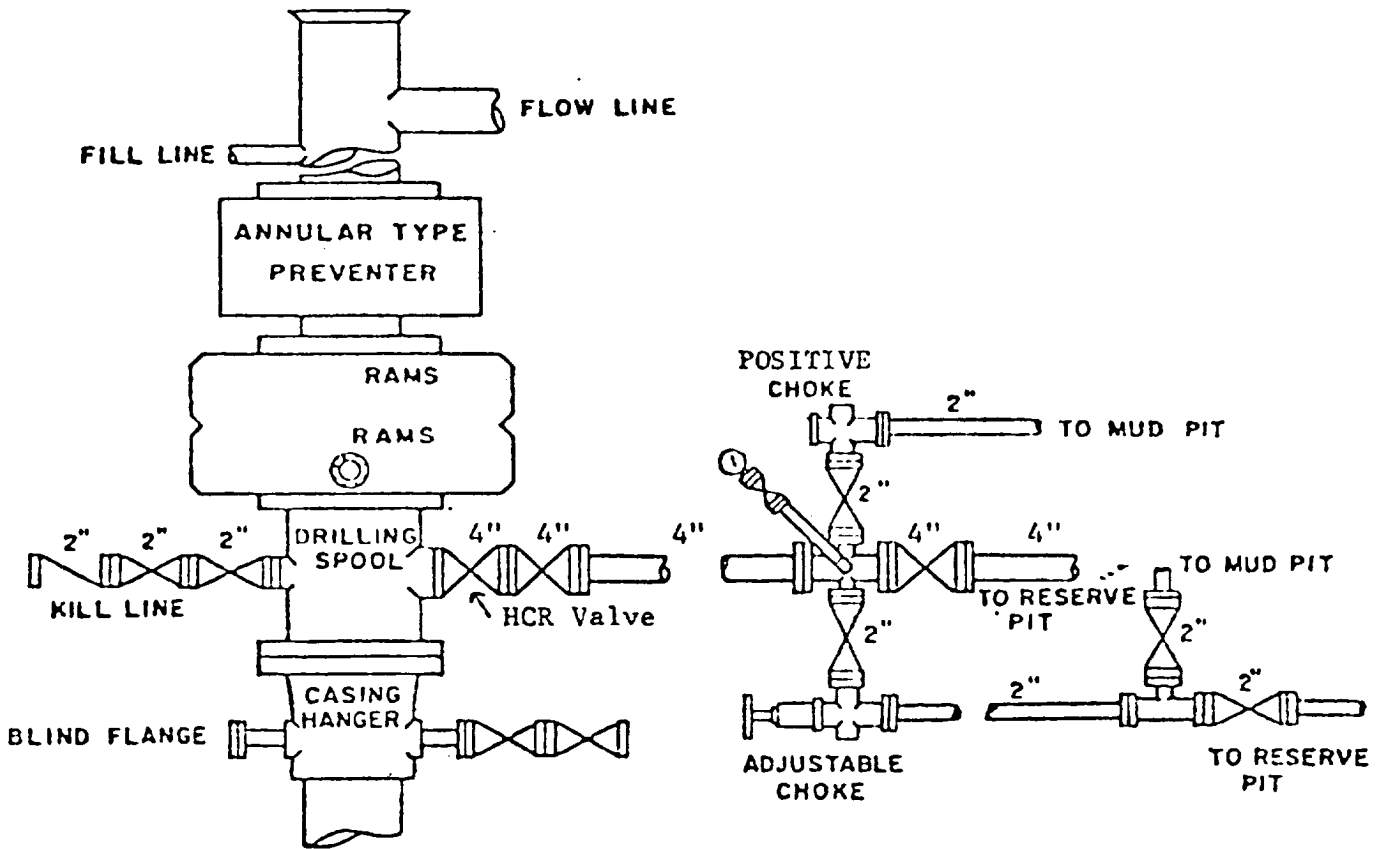 FLOW LINE
FILL LINE
ANNULAR TYPE
PREVENTER
RAMS
RAMS
DRILLING
SPOOL
2"
2"
2"
KILL LINE
4"
4"
4"
HCR Valve
CASING
HANGER
BLIND FLANGE
POSITIVE
CHOKE
2"
TO MUD PIT
2"
4"
4"
TO RESERVE
PIT
2"
ADJUSTABLE
CHOKE
TO MUD PIT
2"
2"
2"
TO RESERVE
PIT